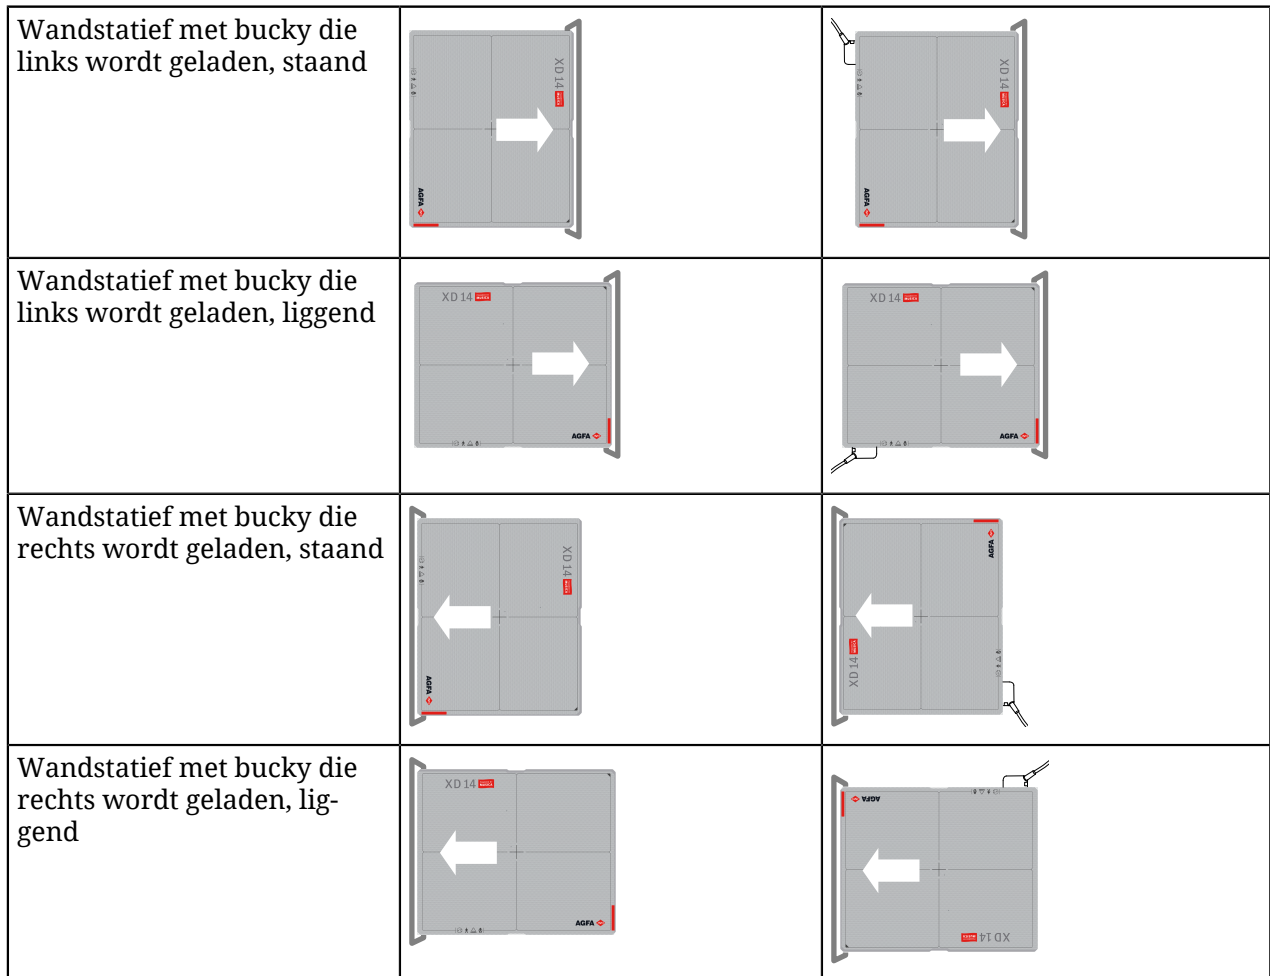 Wandstatief met bucky die
links wordt geladen, staand
XD 14
AGFA
XD 14
AGFA
Wandstatief met bucky die
links wordt geladen, liggend
XD 14
AGFA
XD 14
AGFA
Wandstatief met bucky die
rechts wordt geladen, staand
XD 14
AGFA
AGFA
XD 14
Wandstatief met bucky die
rechts wordt geladen, lig-
gend
XD 14
AGFA
AGFA
XD 14